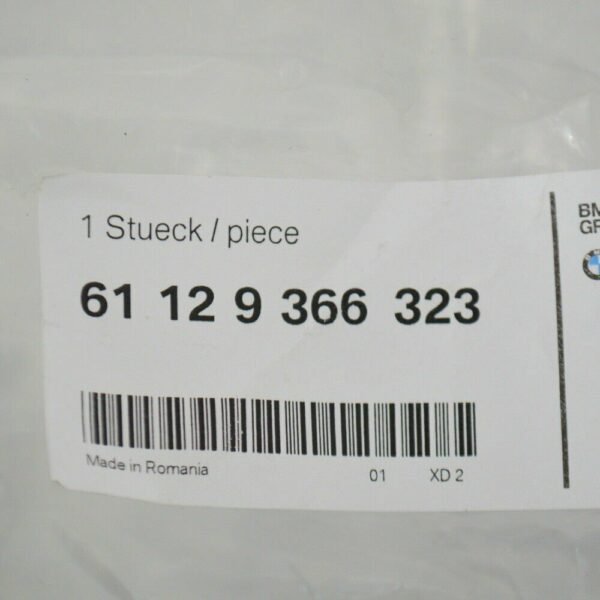 1 Stueck / piece
61 12 9 366 323
Made in Romania
01 XD 2